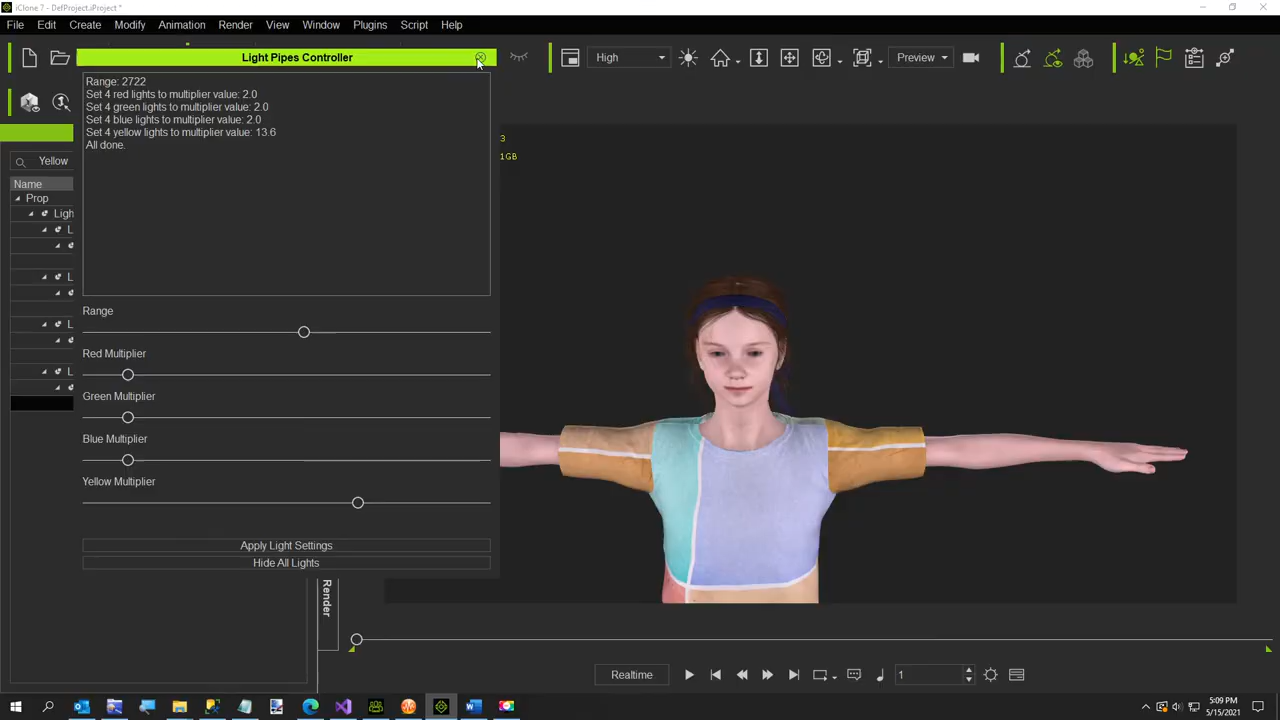 iClone 7 - DefProject.iProject *
File Edit Create Modify Animation Render View Window Plugins Script Help
Light Pipes Controller
High
Preview
Range: 2722
Set 4 red lights to multiplier value: 2.0
Set 4 green lights to multiplier value: 2.0
Set 4 blue lights to multiplier value: 2.0
Set 4 yellow lights to multiplier value: 13.6
All done.
3
1GB
Yellow
Name
Prop
Ligh
L
L
L
L
Range
Red Multiplier
Green Multiplier
Blue Multiplier
Yellow Multiplier
Apply Light Settings
Hide All Lights
Render
Realtime
1
5:09 PM
5/15/2021